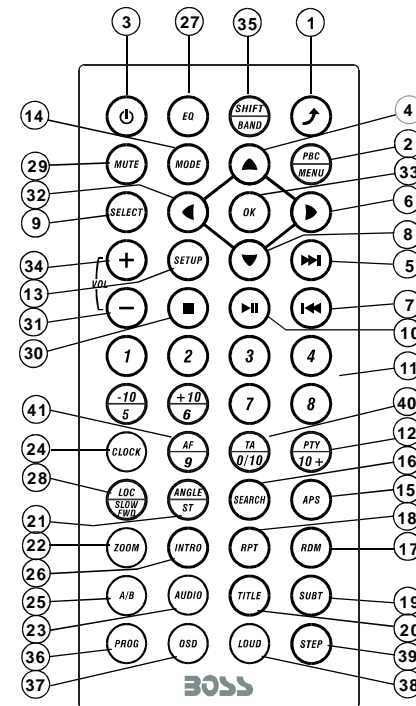 3 27 35 1
EQ SHIFT BAND
14 4
MUTE MODE PBC MENU 2
29 33
32 OK 6
9 SELECT 8
34 + SETUP 5
VOL
13 7
31 − 10
30
1 2 3 4 11
-10 5 +10 6 7 8
41 40
24 CLOCK AF 9 TA 0/10 PTY 10+ 12
16
28 LOC SLOW FWD ANGLE ST SEARCH APS 15
21 18
22 ZOOM INTRO RPT RDM 17
26
25 A/B AUDIO TITLE SUBT 19
23 20
36 PROG OSD LOUD STEP 39
37 BOSS 38